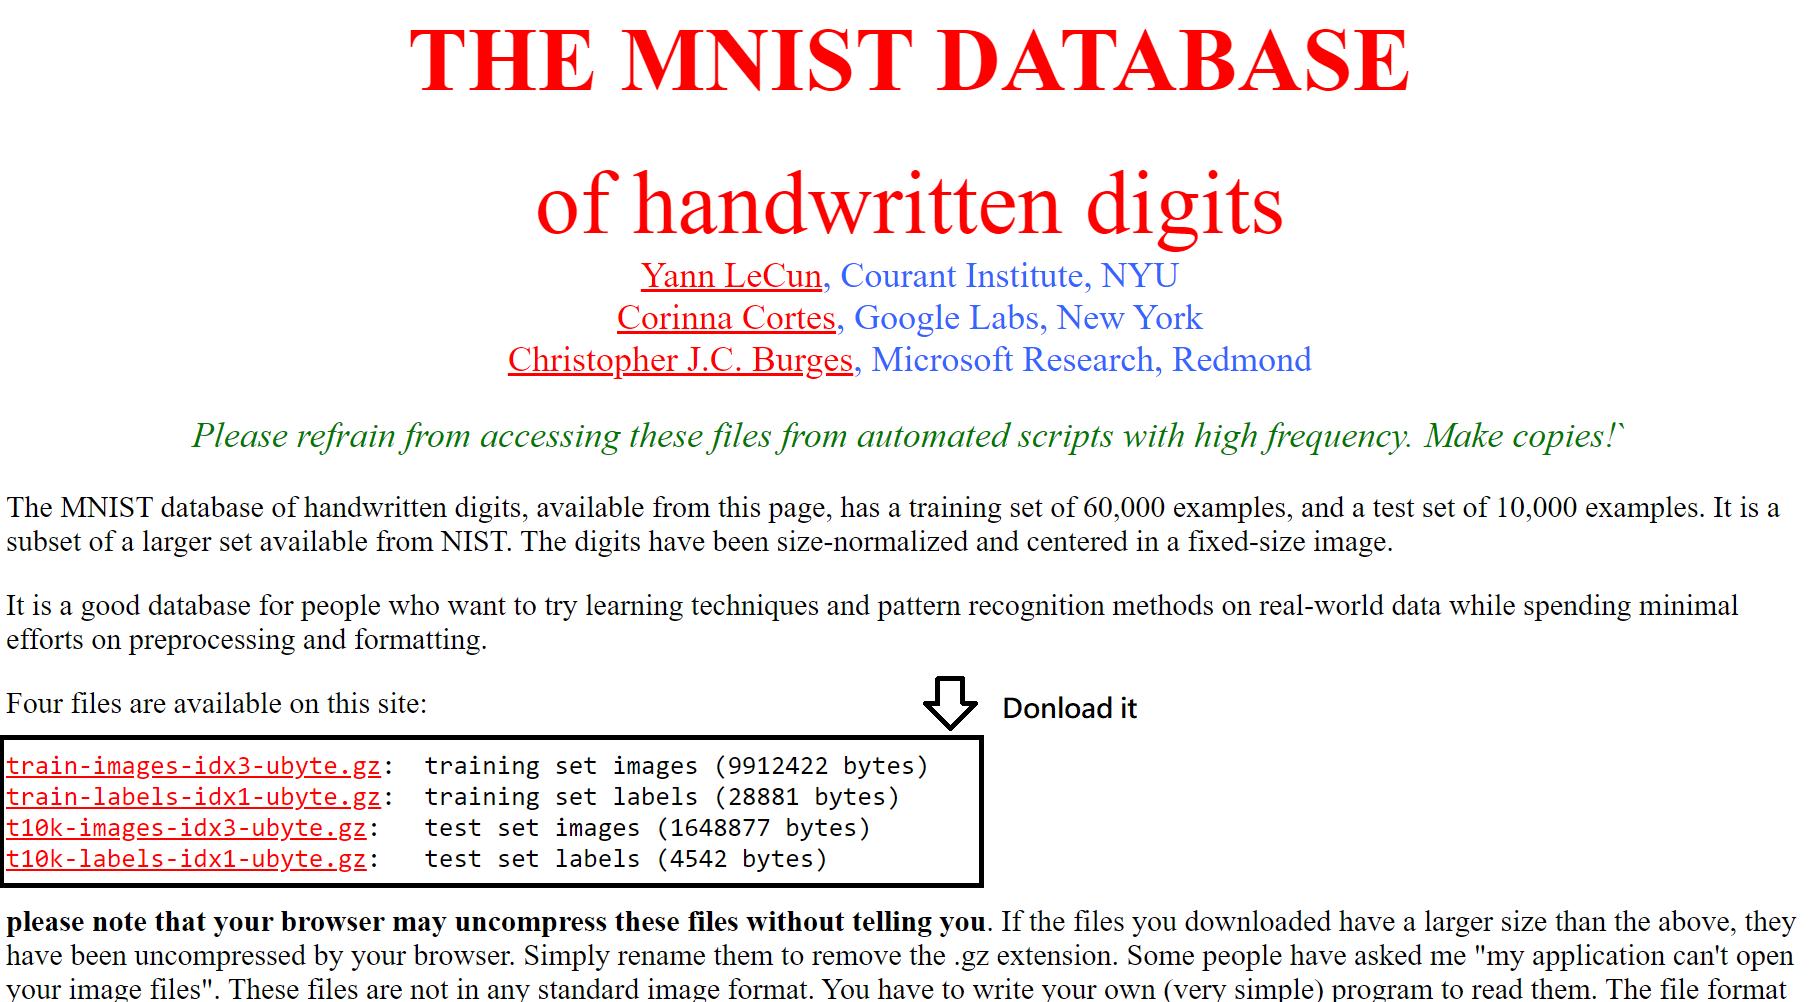 THE MNIST DATABASE
of handwritten digits
Yann LeCun, Courant Institute, NYU
Corinna Cortes, Google Labs, New York
Christopher J.C. Burges, Microsoft Research, Redmond
Please refrain from accessing these files from automated scripts with high frequency. Make copies!`
The MNIST database of handwritten digits, available from this page, has a training set of 60,000 examples, and a test set of 10,000 examples. It is a
subset of a larger set available from NIST. The digits have been size-normalized and centered in a fixed-size image.
It is a good database for people who want to try learning techniques and pattern recognition methods on real-world data while spending minimal
efforts on preprocessing and formatting.
Four files are available on this site:
Donload it
train-images-idx3-ubyte.gz: training set images (9912422 bytes)
train-labels-idx1-ubyte.gz: training set labels (28881 bytes)
t10k-images-idx3-ubyte.gz: test set images (1648877 bytes)
t10k-labels-idx1-ubyte.gz: test set labels (4542 bytes)
please note that your browser may uncompress these files without telling you. If the files you downloaded have a larger size than the above, they
have been uncompressed by your browser. Simply rename them to remove the .gz extension. Some people have asked me "my application can't open
your image files". These files are not in any standard image format. You have to write your own (very simple) program to read them. The file format